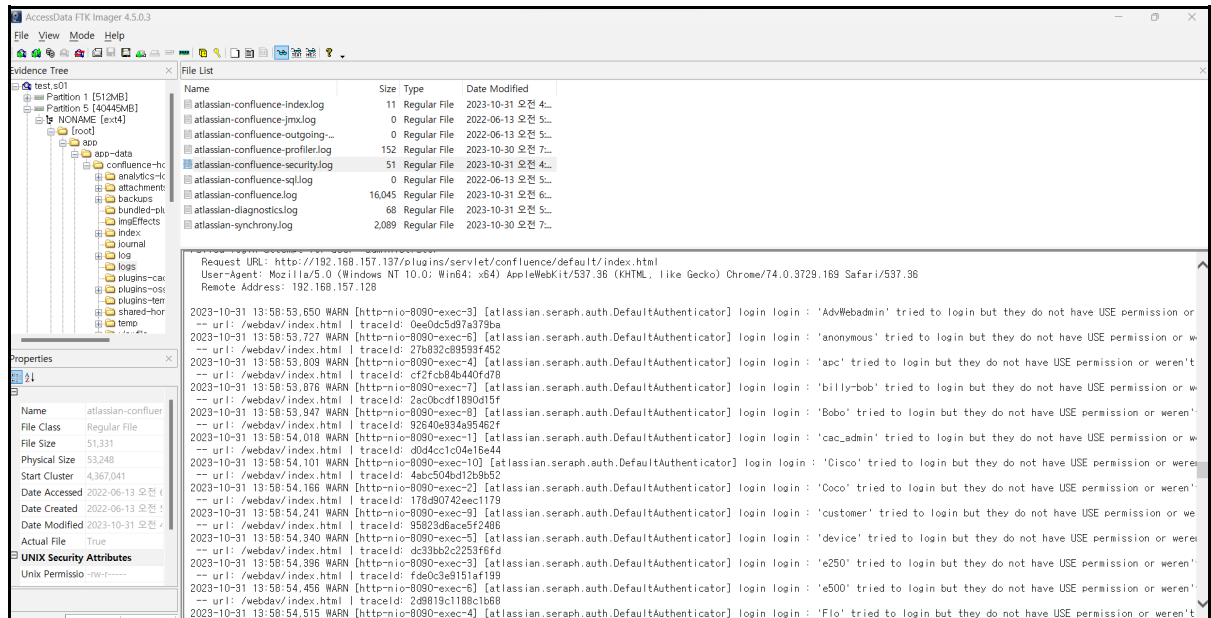 AccessData FTK Imager 4.5.0.3
File View Mode Help
Evidence Tree
File List
test.s01
Partition 1 [512MB]
Partition 5 [40445MB]
NONAME [ext4]
[root]
app
app-data
confluence-hc
analytics-lc
attachments
backups
bundled-plu
imgEffects
index
journal
log
logs
plugins-cac
plugins-osg
plugins-tem
shared-hor
temp
Name Size Type Date Modified
atlassian-confluence-index.log 11 Regular File 2023-10-31 오전 4:...
atlassian-confluence-jmx.log 0 Regular File 2022-06-13 오전 5:...
atlassian-confluence-outgoing-... 0 Regular File 2022-06-13 오전 5:...
atlassian-confluence-profiler.log 152 Regular File 2023-10-30 오전 7:...
atlassian-confluence-security.log 51 Regular File 2023-10-31 오전 4:...
atlassian-confluence-sql.log 0 Regular File 2022-06-13 오전 5:...
atlassian-confluence.log 16,045 Regular File 2023-10-31 오전 6:...
atlassian-diagnostics.log 68 Regular File 2023-10-31 오전 5:...
atlassian-synchrony.log 2,089 Regular File 2023-10-30 오전 7:...
Properties
Name atlassian-confluer
File Class Regular File
File Size 51,331
Physical Size 53,248
Start Cluster 4,367,041
Date Accessed 2022-06-13 오전 6
Date Created 2022-06-13 오전 5
Date Modified 2023-10-31 오전 4
Actual File True
UNIX Security Attributes
Unix Permissio -rw-r-----
Request URL: http://192.168.157.137/plugins/servlet/confluence/default/index.html
User-Agent: Mozilla/5.0 (Windows NT 10.0; Win64; x64) AppleWebKit/537.36 (KHTML, like Gecko) Chrome/74.0.3729.169 Safari/537.36
Remote Address: 192.168.157.128
2023-10-31 13:58:53,650 WARN [http-nio-8090-exec-3] [atlassian.seraph.auth.DefaultAuthenticator] login login : 'AdvWebadmin' tried to login but they do not have USE permission or
-- url: /webdav/index.html | traceId: 0ee0dc5d97a379ba
2023-10-31 13:58:53,727 WARN [http-nio-8090-exec-6] [atlassian.seraph.auth.DefaultAuthenticator] login login : 'anonymous' tried to login but they do not have USE permission or we
-- url: /webdav/index.html | traceId: 27b832c89593f452
2023-10-31 13:58:53,809 WARN [http-nio-8090-exec-4] [atlassian.seraph.auth.DefaultAuthenticator] login login : 'apc' tried to login but they do not have USE permission or weren't
-- url: /webdav/index.html | traceId: cf2fcb84b440fd78
2023-10-31 13:58:53,876 WARN [http-nio-8090-exec-7] [atlassian.seraph.auth.DefaultAuthenticator] login login : 'billy-bob' tried to login but they do not have USE permission or we
-- url: /webdav/index.html | traceId: 2ac0bcdf1890d15f
2023-10-31 13:58:53,947 WARN [http-nio-8090-exec-8] [atlassian.seraph.auth.DefaultAuthenticator] login login : 'Bobo' tried to login but they do not have USE permission or weren'
-- url: /webdav/index.html | traceId: 92640e934a95462f
2023-10-31 13:58:54,018 WARN [http-nio-8090-exec-1] [atlassian.seraph.auth.DefaultAuthenticator] login login : 'cac_admin' tried to login but they do not have USE permission or we
-- url: /webdav/index.html | traceId: d0d4cc1c04e16e44
2023-10-31 13:58:54,101 WARN [http-nio-8090-exec-10] [atlassian.seraph.auth.DefaultAuthenticator] login login : 'Cisco' tried to login but they do not have USE permission or weren
-- url: /webdav/index.html | traceId: 4abc504bd12b9b52
2023-10-31 13:58:54,166 WARN [http-nio-8090-exec-2] [atlassian.seraph.auth.DefaultAuthenticator] login login : 'Coco' tried to login but they do not have USE permission or weren'
-- url: /webdav/index.html | traceId: 178d90742eec1179
2023-10-31 13:58:54,241 WARN [http-nio-8090-exec-9] [atlassian.seraph.auth.DefaultAuthenticator] login login : 'customer' tried to login but they do not have USE permission or we
-- url: /webdav/index.html | traceId: 95823d6ace5f2486
2023-10-31 13:58:54,340 WARN [http-nio-8090-exec-5] [atlassian.seraph.auth.DefaultAuthenticator] login login : 'device' tried to login but they do not have USE permission or weren
-- url: /webdav/index.html | traceId: dc33bb2c2253f6fd
2023-10-31 13:58:54,396 WARN [http-nio-8090-exec-3] [atlassian.seraph.auth.DefaultAuthenticator] login login : 'e250' tried to login but they do not have USE permission or weren'
-- url: /webdav/index.html | traceId: fde0c3e9151af199
2023-10-31 13:58:54,456 WARN [http-nio-8090-exec-6] [atlassian.seraph.auth.DefaultAuthenticator] login login : 'e500' tried to login but they do not have USE permission or weren'
-- url: /webdav/index.html | traceId: 2d9819c1188c1b68
2023-10-31 13:58:54,515 WARN [http-nio-8090-exec-4] [atlassian.seraph.auth.DefaultAuthenticator] login login : 'Flo' tried to login but they do not have USE permission or weren't